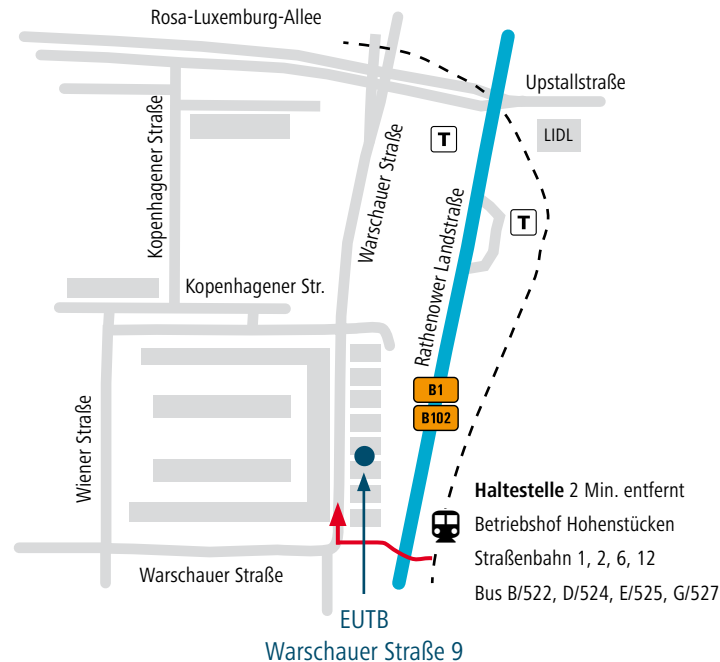 Rosa-Luxemburg-Allee
Upstallstraße
LIDL
T
Kopenhagener Straße
Warschauer Straße
T
Rathenower Landstraße
Kopenhagener Str.
B1
B102
Wiener Straße
Haltestelle 2 Min. entfernt
Betriebshof Hohenstücken
Straßenbahn 1, 2, 6, 12
Bus B/522, D/524, E/525, G/527
Warschauer Straße
EUTB
Warschauer Straße 9